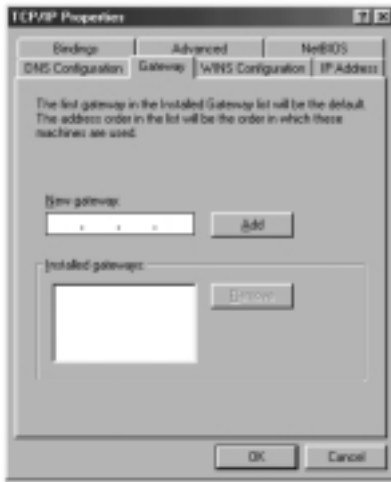 TCP/IP Properties
Bindings Advanced NetBIOS
DNS Configuration Gateway WINS Configuration IP Address
The first gateway in the Installed Gateway list will be the default.
The address order in the list will be the order in which these
machines are used.
New gateway:
Add
Installed gateways:
Remove
OK Cancel